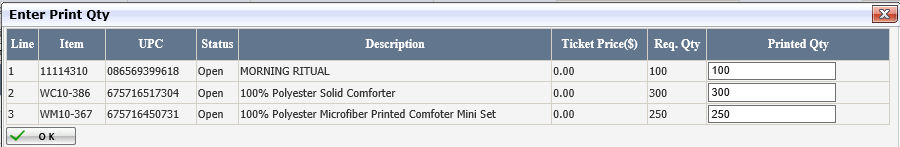 Enter Print Qty
Line Item UPC Status Description Ticket Price($) Req. Qty Printed Qty
1 11114310 086569399618 Open MORNING RITUAL 0.00 100 100
2 WC10-386 675716517304 Open 100% Polyester Solid Comforter 0.00 300 300
3 WM10-367 675716450731 Open 100% Polyester Microfiber Printed Comfoter Mini Set 0.00 250 250
O K